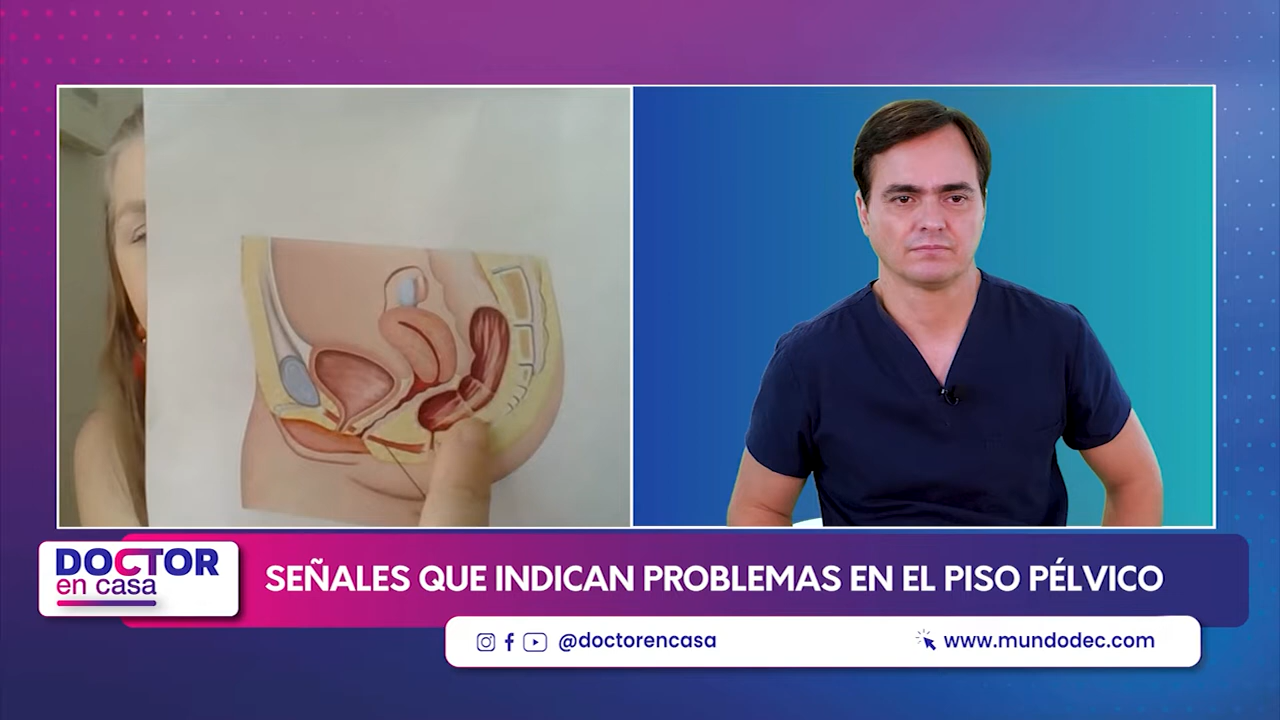 DOCTOR
en casa
SEÑALES QUE INDICAN PROBLEMAS EN EL PISO PÉLVICO
@doctorencasa
www.mundodec.com